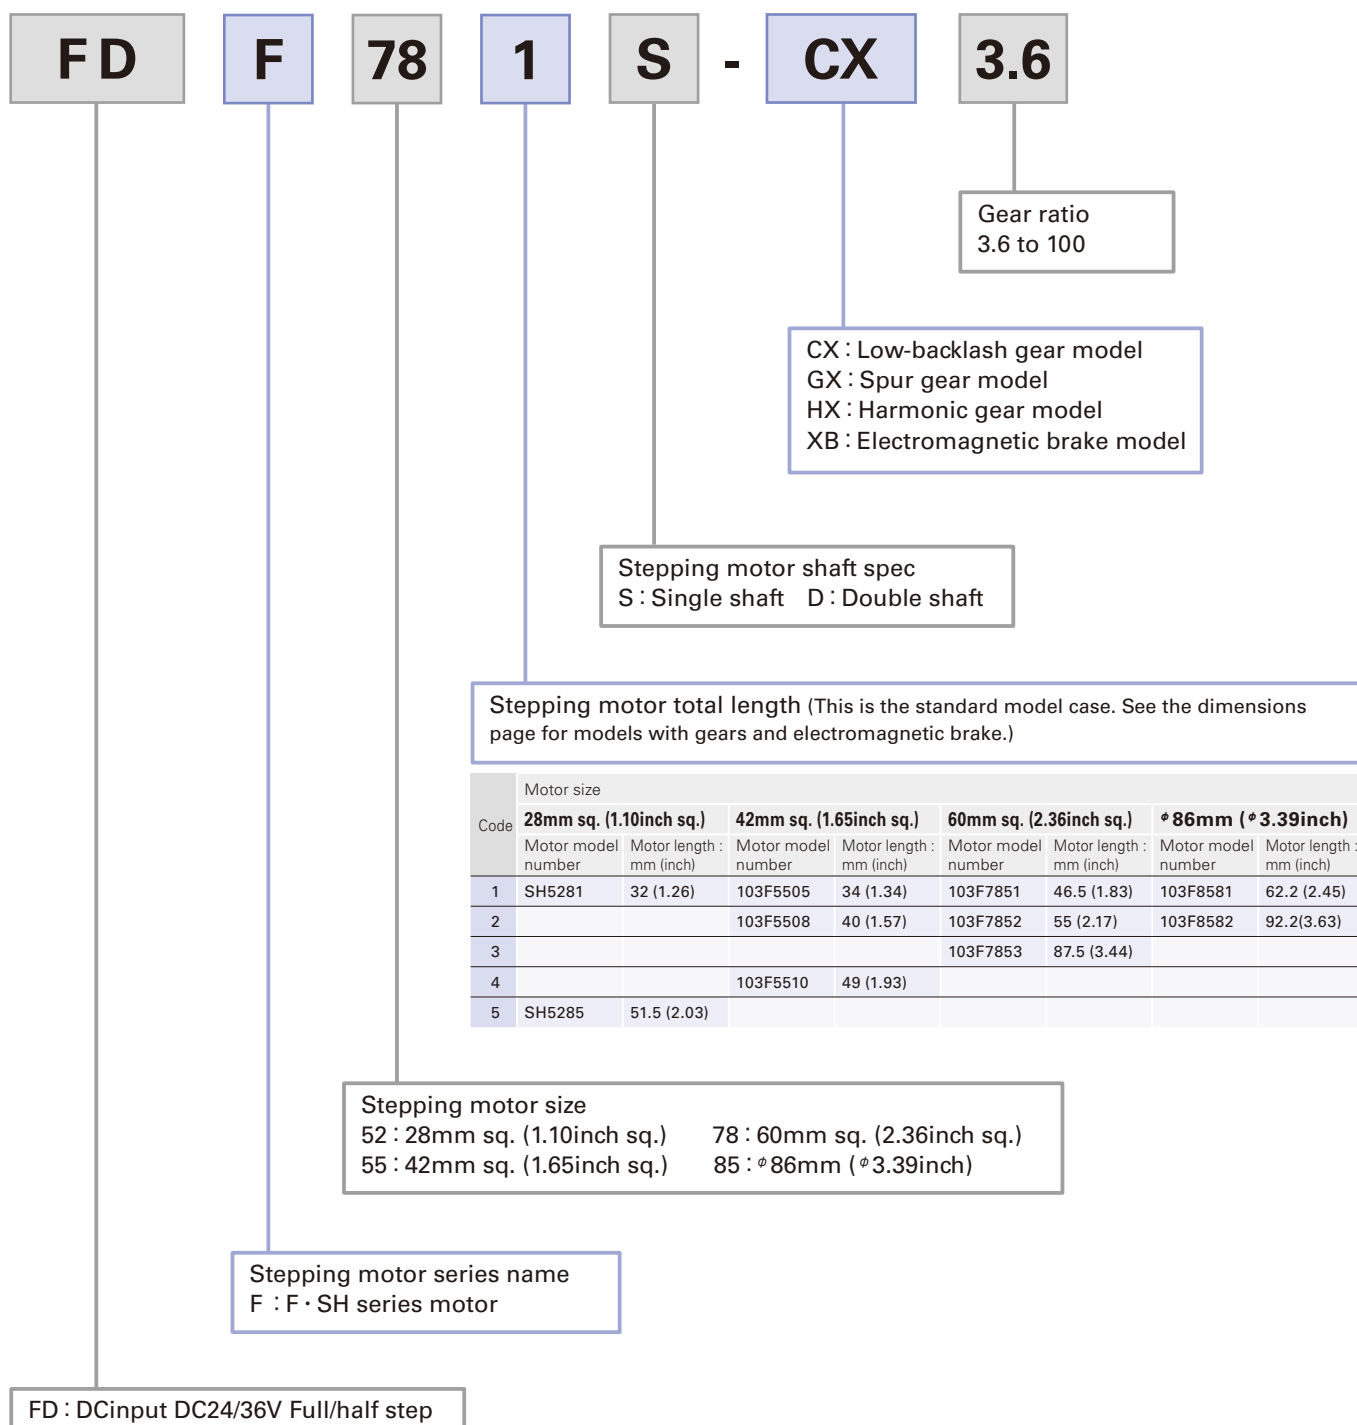 FD F 78 1 S - CX 3.6
Gear ratio
3.6 to 100
CX : Low-backlash gear model
GX : Spur gear model
HX : Harmonic gear model
XB : Electromagnetic brake model
Stepping motor shaft spec
S : Single shaft D : Double shaft
Stepping motor total length (This is the standard model case. See the dimensions
page for models with gears and electromagnetic brake.)
Motor size
Code 28mm sq. (1.10inch sq.) 42mm sq. (1.65inch sq.) 60mm sq. (2.36inch sq.) φ86mm (φ3.39inch)
Motor model Motor length : Motor model Motor length : Motor model Motor length : Motor model Motor length :
number mm (inch) number mm (inch) number mm (inch) number mm (inch)
1 SH5281 32 (1.26) 103F5505 34 (1.34) 103F7851 46.5 (1.83) 103F8581 62.2 (2.45)
2 103F5508 40 (1.57) 103F7852 55 (2.17) 103F8582 92.2(3.63)
3 103F7853 87.5 (3.44)
4 103F5510 49 (1.93)
5 SH5285 51.5 (2.03)
Stepping motor size
52 : 28mm sq. (1.10inch sq.) 78 : 60mm sq. (2.36inch sq.)
55 : 42mm sq. (1.65inch sq.) 85 : φ86mm (φ3.39inch)
Stepping motor series name
F : F・SH series motor
FD : DCinput DC24/36V Full/half step